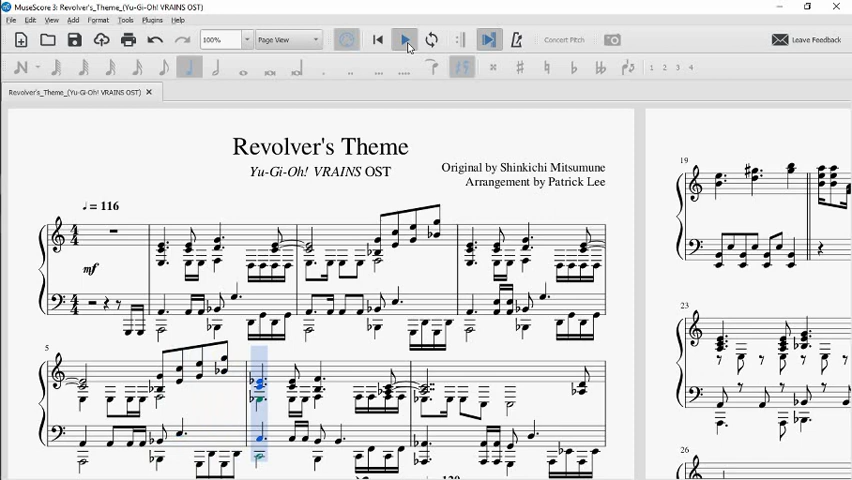 MuseScore 3: Revolver's_Theme_(Yu-Gi-Oh! VRAINS OST)
File Edit View Add Format Tools Plugins Help
100% Page View Concert Pitch Leave Feedback
1 2 3 4
Revolver's_Theme_(Yu-Gi-Oh! VRAINS OST)
Revolver's Theme
Yu-Gi-Oh! VRAINS OST
Original by Shinkichi Mitsumune
Arrangement by Patrick Lee
= 116
mf
5
19
23
26